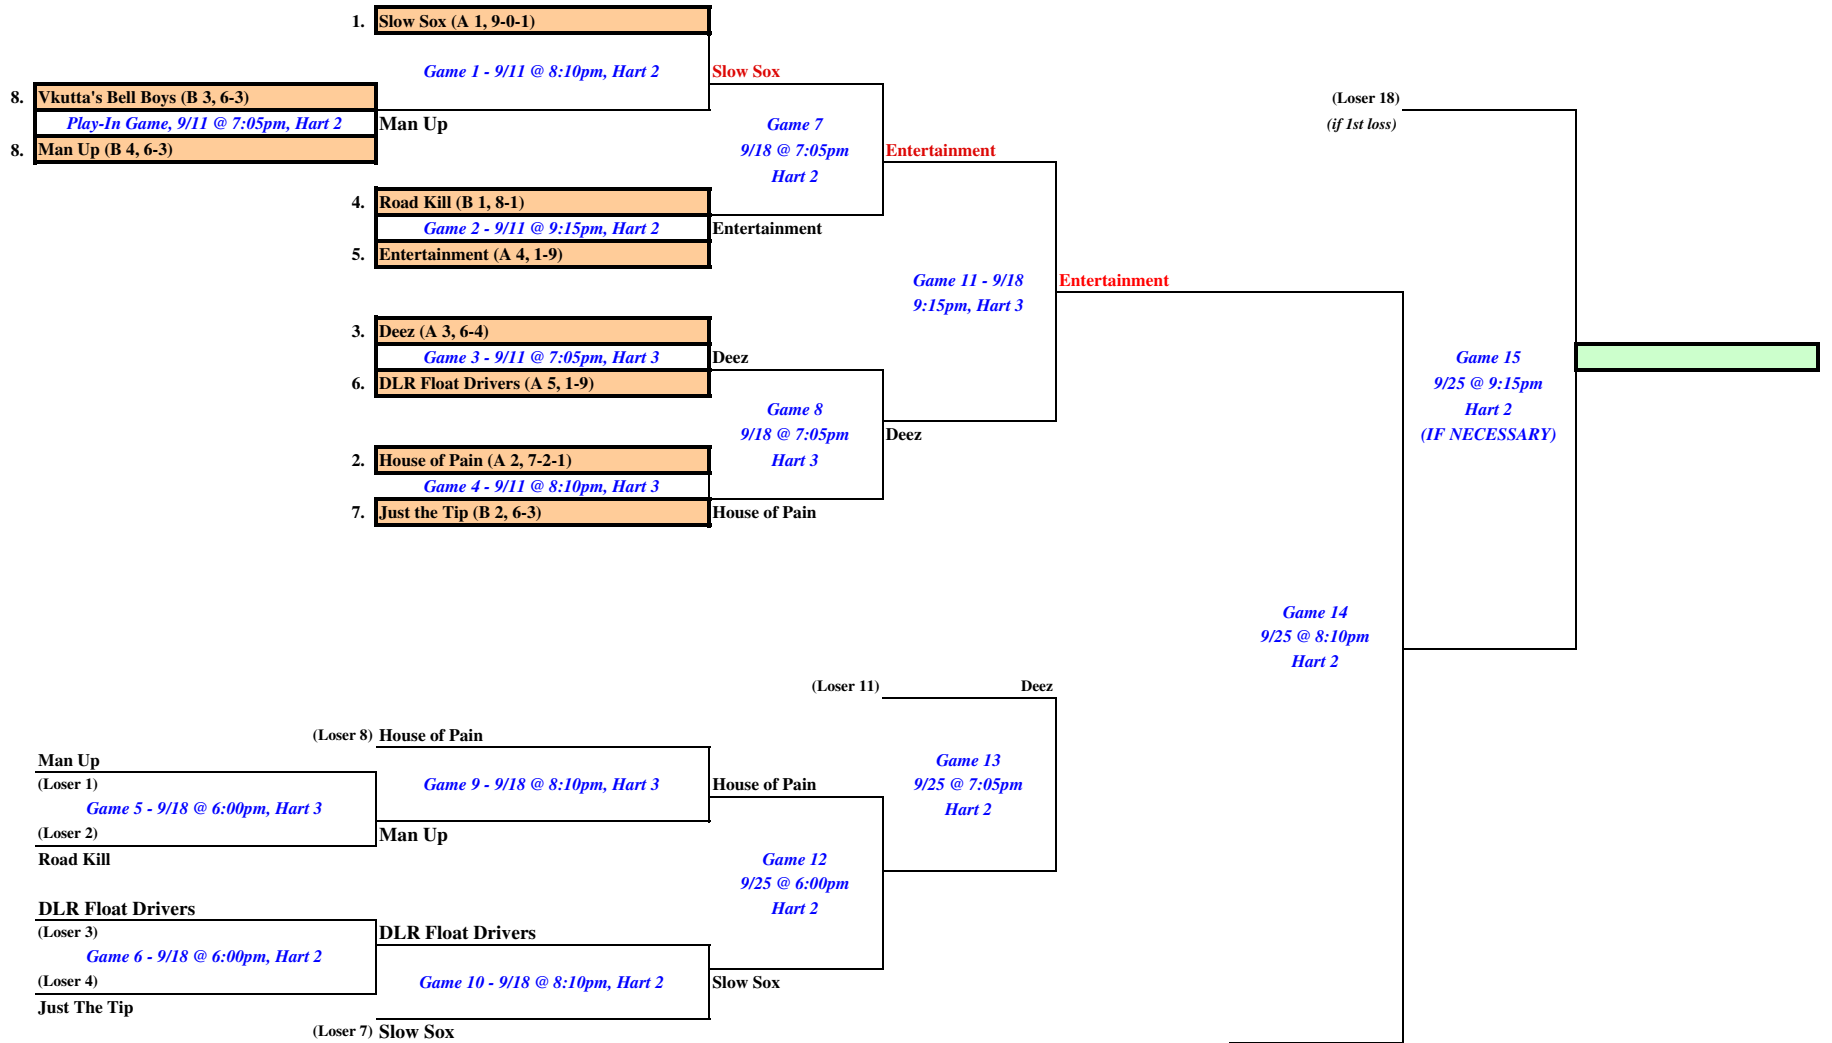 1. Slow Sox (A 1, 9-0-1)
Game 1 - 9/11 @ 8:10pm, Hart 2
Slow Sox
8. Vkutta's Bell Boys (B 3, 6-3)
(Loser 18)
Play-In Game, 9/11 @ 7:05pm, Hart 2
Man Up
Game 7
(if 1st loss)
8. Man Up (B 4, 6-3)
9/18 @ 7:05pm
Entertainment
Hart 2
4. Road Kill (B 1, 8-1)
Game 2 - 9/11 @ 9:15pm, Hart 2
Entertainment
5. Entertainment (A 4, 1-9)
Game 11 - 9/18
Entertainment
9:15pm, Hart 3
3. Deez (A 3, 6-4)
Game 3 - 9/11 @ 7:05pm, Hart 3
Deez
Game 15
6. DLR Float Drivers (A 5, 1-9)
9/25 @ 9:15pm
Game 8
Hart 2
9/18 @ 7:05pm
Deez
(IF NECESSARY)
2. House of Pain (A 2, 7-2-1)
Hart 3
Game 4 - 9/11 @ 8:10pm, Hart 3
7. Just the Tip (B 2, 6-3)
House of Pain
Game 14
9/25 @ 8:10pm
Hart 2
(Loser 11)
Deez
(Loser 8) House of Pain
Man Up
Game 13
(Loser 1)
Game 9 - 9/18 @ 8:10pm, Hart 3
House of Pain
9/25 @ 7:05pm
Game 5 - 9/18 @ 6:00pm, Hart 3
Hart 2
(Loser 2)
Man Up
Road Kill
Game 12
9/25 @ 6:00pm
DLR Float Drivers
Hart 2
(Loser 3)
DLR Float Drivers
Game 6 - 9/18 @ 6:00pm, Hart 2
(Loser 4)
Game 10 - 9/18 @ 8:10pm, Hart 2
Slow Sox
Just The Tip
(Loser 7) Slow Sox